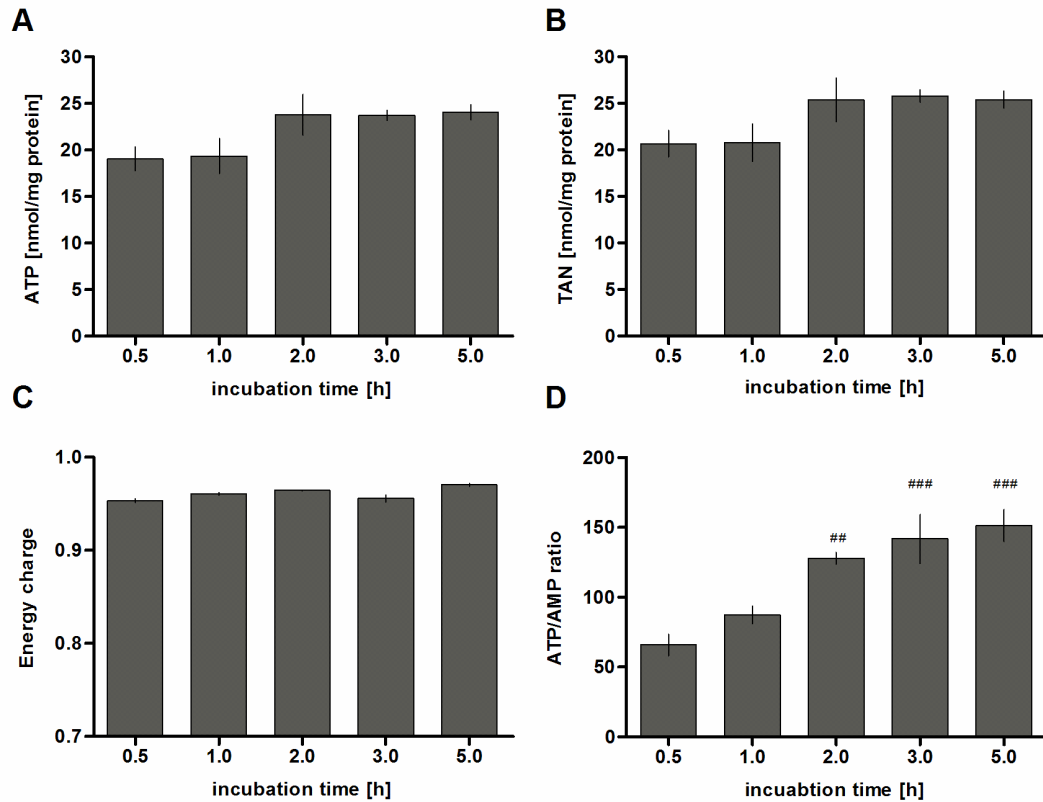 A
ATP [nmol/mg protein]
30
25
20
15
10
5
0
0.5 1.0 2.0 3.0 5.0
incubation time [h]
B
TAN [nmol/mg protein]
30
25
20
15
10
5
0
0.5 1.0 2.0 3.0 5.0
incubation time [h]
C
Energy charge
1.0
0.9
0.8
0.7
0.5 1.0 2.0 3.0 5.0
incubation time [h]
D
ATP/AMP ratio
200
150
100
50
0
## ### ###
0.5 1.0 2.0 3.0 5.0
incuabtion time [h]